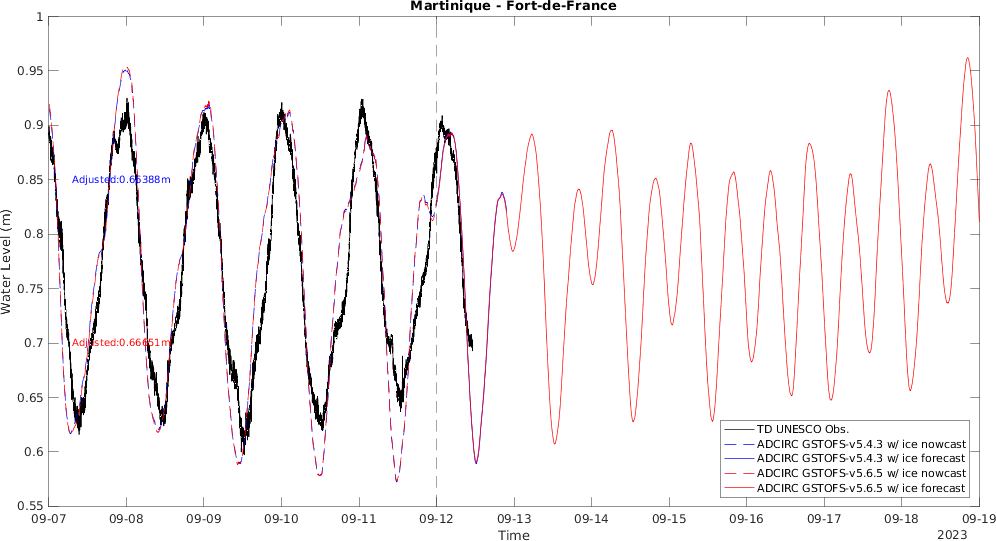 Martinique - Fort-de-France
1
0.95
0.9
0.85
0.8
0.75
0.7
0.65
0.6
0.55
Water Level (m)
Adjusted:0.65388m
Adjusted:0.66651m
TD UNESCO Obs.
ADCIRC GSTOFS-v5.4.3 w/ ice nowcast
ADCIRC GSTOFS-v5.4.3 w/ ice forecast
ADCIRC GSTOFS-v5.6.5 w/ ice nowcast
ADCIRC GSTOFS-v5.6.5 w/ ice forecast
09-07 09-08 09-09 09-10 09-11 09-12 09-13 09-14 09-15 09-16 09-17 09-18 09-19
Time
2023